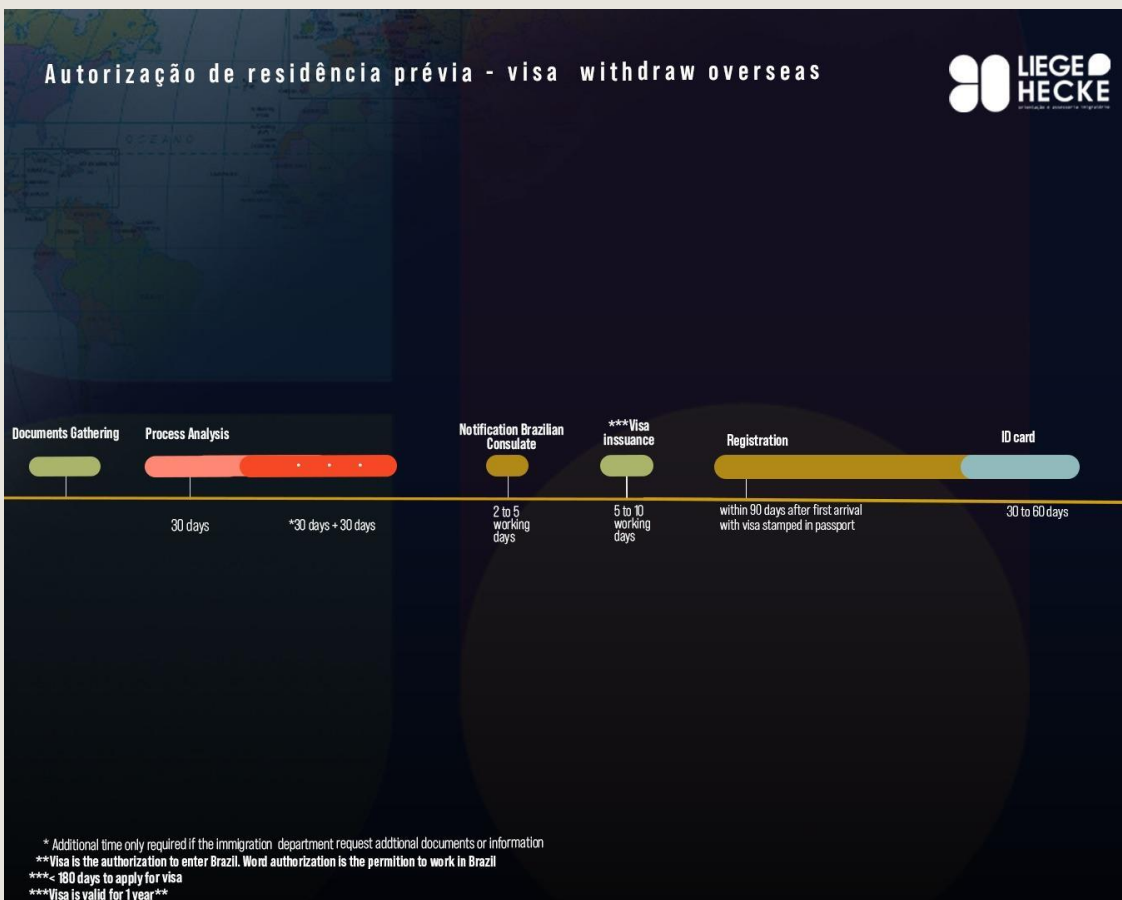 Autorização de residência prévia - visa withdraw overseas
LIEGE
HECKE
OCEANO
Documents Gathering
Process Analysis
Notification Brazilian
Consulate
***Visa
inssuance
Registration
ID card
30 days
*30 days + 30 days
2 to 5
working
days
5 to 10
working
days
within 90 days after first arrival
with visa stamped in passport
30 to 60 days
* Additional time only required if the immigration department request addtional documents or information
**Visa is the authorization to enter Brazil. Word authorization is the permition to work in Brazil
***< 180 days to apply for visa
***Visa is valid for 1 year**